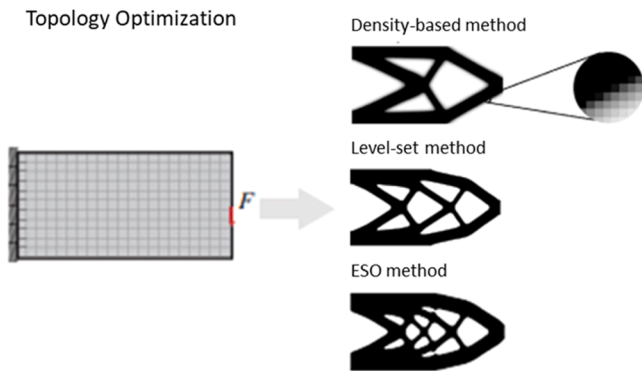 Topology Optimization
Density-based method
Level-set method
F
ESO method